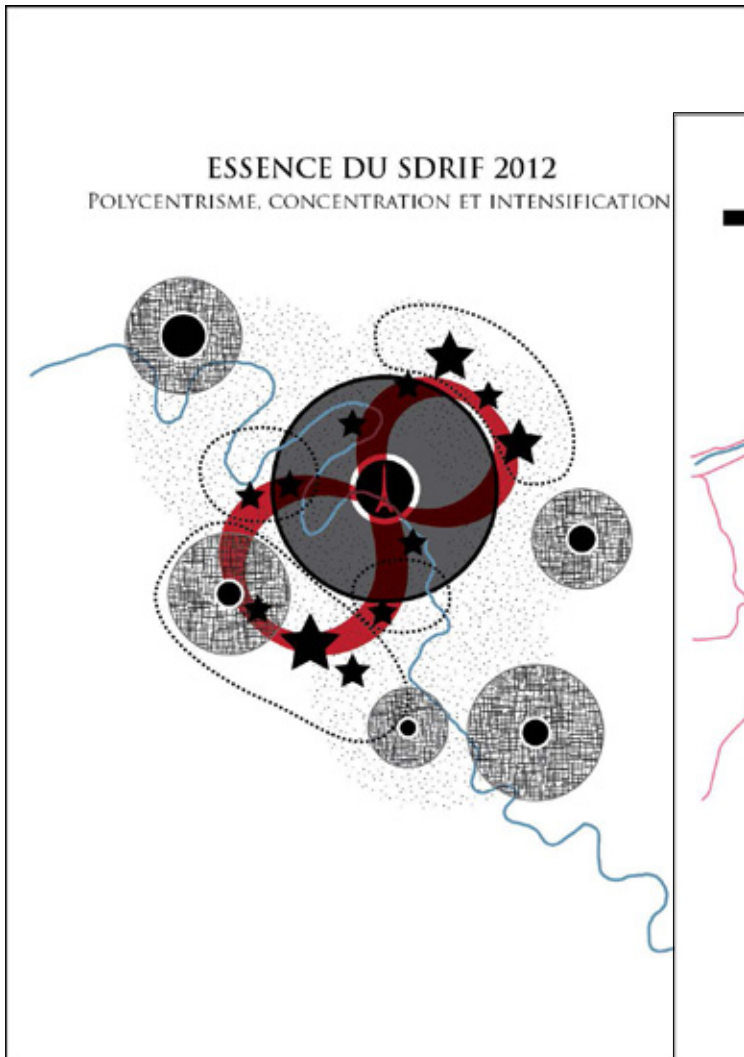 ESSENCE DU SDRIF 2012
POLYCENTRISME, CONCENTRATION ET INTENSIFICATION